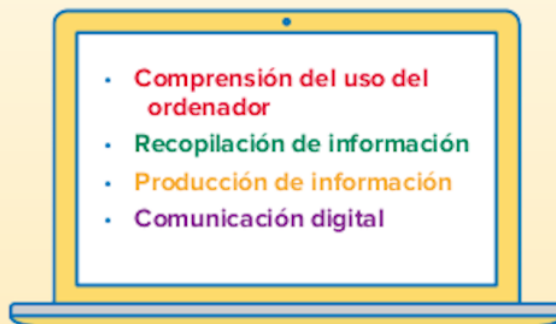 • Comprensión del uso del
ordenador
• Recopilación de información
• Producción de información
• Comunicación digital